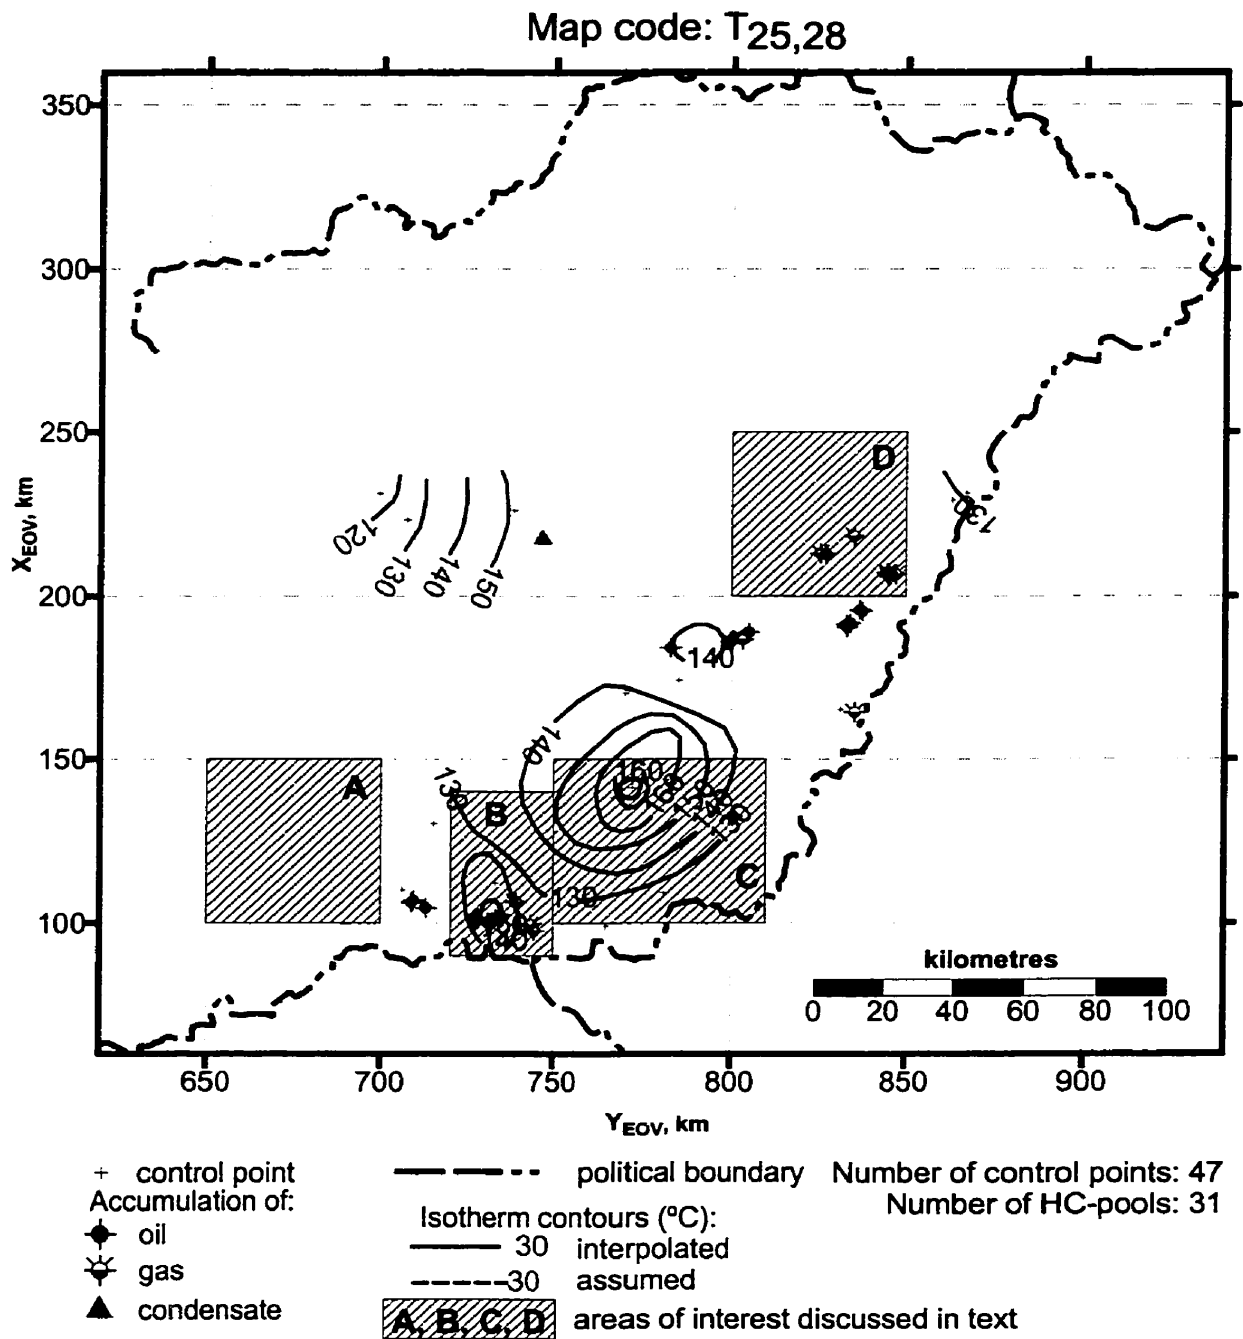 Map code: T25,28
350
300
250
200
150
100
XEOV, km
D
130
120
130
140
150
140
140
160
130
A
B
C
130
140
kilometres
0 20 40 60 80 100
650 700 750 800 850 900
YEOV, km
control point
Accumulation of:
oil
gas
condensate
political boundary
Isotherm contours (ºC):
30 interpolated
30 assumed
A, B, C, D areas of interest discussed in text
Number of control points: 47
Number of HC-pools: 31